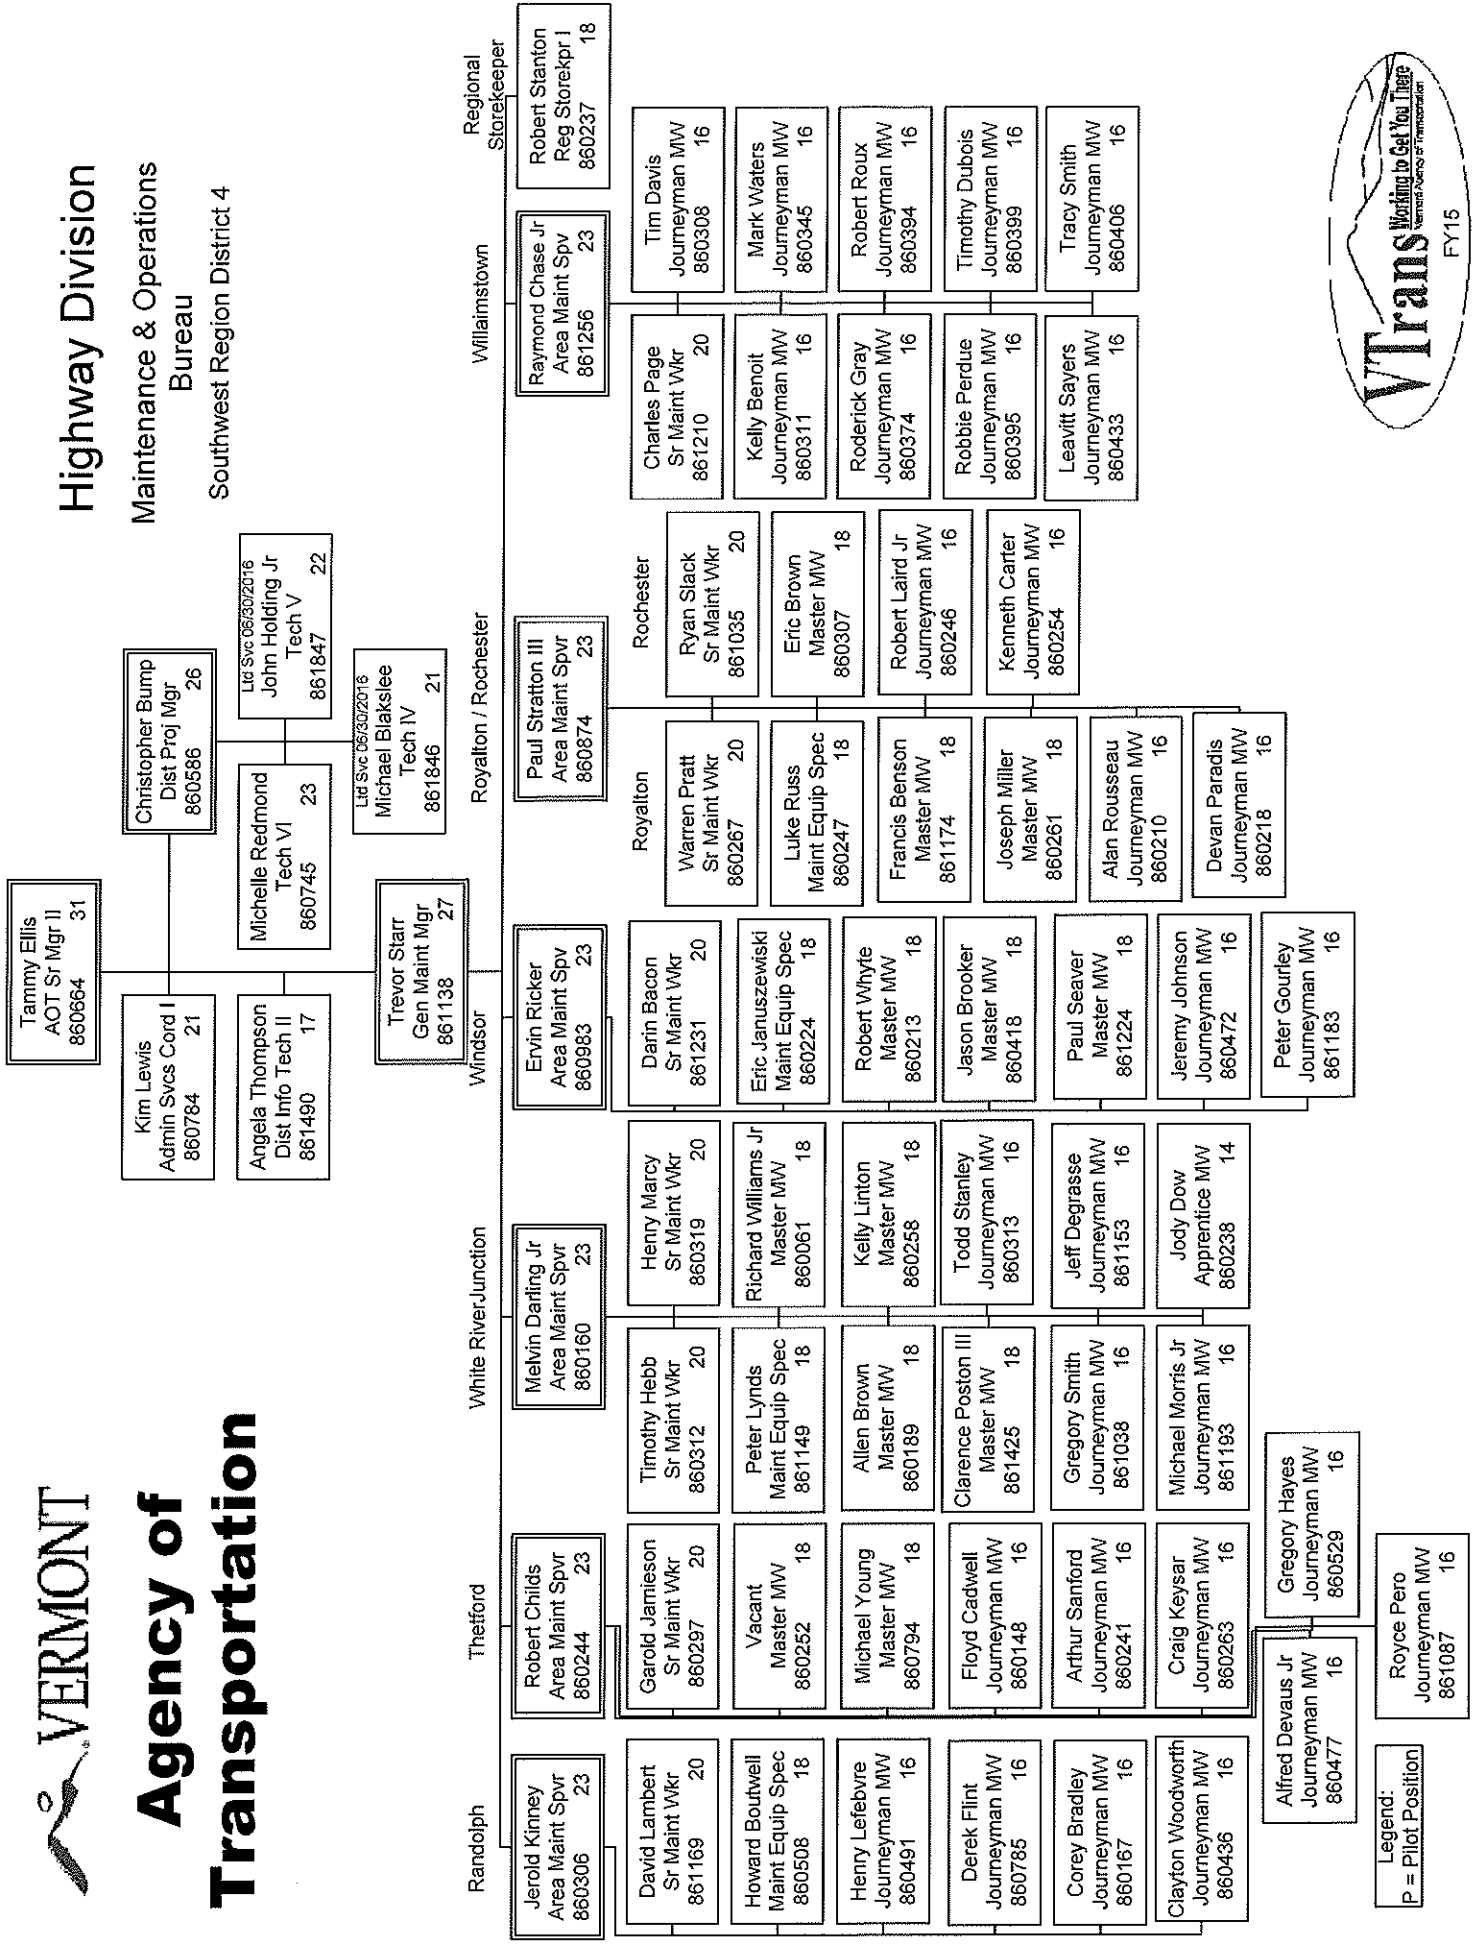 VERMONT
Agency of
Transportation
Highway Division
Maintenance & Operations
Bureau
Southwest Region District 4
Tammy Ellis
AOT Sr Mgr II
860664 31
Kim Lewis
Admin Svcs Cord I
860784 21
Christopher Bump
Dist Proj Mgr
860586 26
Angela Thompson
Dist Info Tech II
861490 17
Michelle Redmond
Tech VI
860745 23
Ltd Svc 06/30/2016
John Holding Jr
Tech V
861847 22
Ltd Svc 06/30/2016
Michael Blakslee
Tech IV
861846 21
Trevor Starr
Gen Maint Mgr
861138 27
Randolph
Jerold Kinney
Area Maint Spvr
860306 23
David Lambert
Sr Maint Wkr
861169 20
Howard Boutwell
Maint Equip Spec
860508 18
Henry Lefebvre
Journeyman MW
860491 16
Derek Flint
Journeyman MW
860785 16
Corey Bradley
Journeyman MW
860167 16
Clayton Woodworth
Journeyman MW
860436 16
Thetford
Robert Childs
Area Maint Spvr
860244 23
Garold Jamieson
Sr Maint Wkr
860297 20
Vacant
Master MW
860252 18
Michael Young
Master MW
860794 18
Floyd Cadwell
Journeyman MW
860148 16
Arthur Sanford
Journeyman MW
860241 16
Craig Keysar
Journeyman MW
860263 16
Alfred Devaus Jr
Journeyman MW
860477 16
Gregory Hayes
Journeyman MW
860529 16
Royce Pero
Journeyman MW
861087 16
White RiverJunction
Melvin Darling Jr
Area Maint Spvr
860160 23
Timothy Hebb
Sr Maint Wkr
860312 20
Henry Marcy
Sr Maint Wkr
860319 20
Peter Lynds
Maint Equip Spec
861149 18
Richard Williams Jr
Master MW
860061 18
Allen Brown
Master MW
860189 18
Kelly Linton
Master MW
860258 18
Clarence Poston III
Master MW
861425 18
Todd Stanley
Journeyman MW
860313 16
Gregory Smith
Journeyman MW
861038 16
Jeff Degrasse
Journeyman MW
861153 16
Michael Morris Jr
Journeyman MW
861193 16
Jody Dow
Apprentice MW
860238 14
Windsor
Ervin Ricker
Area Maint Spv
860983 23
Darin Bacon
Sr Maint Wkr
861231 20
Eric Januszewiski
Maint Equip Spec
860224 18
Robert Whyte
Master MW
860213 18
Jason Brooker
Master MW
860418 18
Paul Seaver
Master MW
861224 18
Jeremy Johnson
Journeyman MW
860472 16
Peter Gourley
Journeyman MW
861183 16
Royalton / Rochester
Paul Stratton III
Area Maint Spvr
860874 23
Royalton
Rochester
Warren Pratt
Sr Maint Wkr
860267 20
Ryan Slack
Sr Maint Wkr
861035 20
Luke Russ
Maint Equip Spec
860247 18
Eric Brown
Master MW
860307 18
Francis Benson
Master MW
861174 18
Robert Laird Jr
Journeyman MW
860246 16
Joseph Miller
Master MW
860261 18
Kenneth Carter
Journeyman MW
860254 16
Alan Rousseau
Journeyman MW
860210 16
Devan Paradis
Journeyman MW
860218 16
Willaimstown
Raymond Chase Jr
Area Maint Spv
861256 23
Charles Page
Sr Maint Wkr
861210 20
Tim Davis
Journeyman MW
860308 16
Kelly Benoit
Journeyman MW
860311 16
Mark Waters
Journeyman MW
860345 16
Roderick Gray
Journeyman MW
860374 16
Robert Roux
Journeyman MW
860394 16
Robbie Perdue
Journeyman MW
860395 16
Timothy Dubois
Journeyman MW
860399 16
Leavitt Sayers
Journeyman MW
860433 16
Tracy Smith
Journeyman MW
860406 16
Regional
Storekeeper
Robert Stanton
Reg Storekpr I
860237 18
Legend:
P = Pilot Position
VTrans Working to Get You There
Vermont Agency of Transportation
FY15